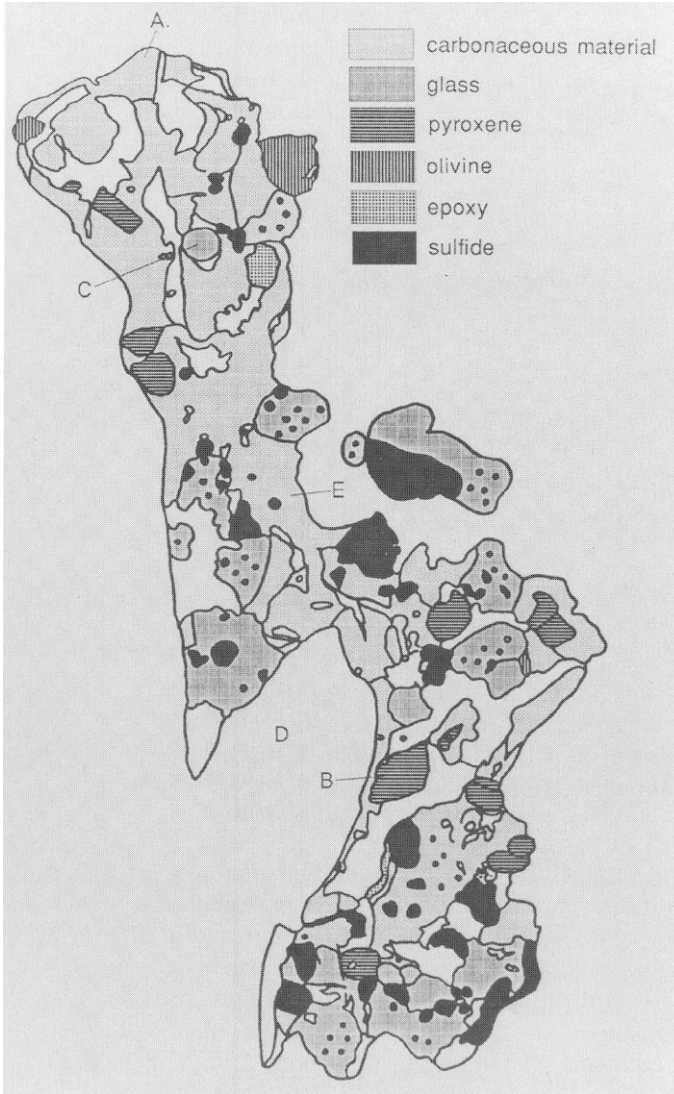 A.
carbonaceous material
glass
pyroxene
olivine
epoxy
sulfide
C
E
D
B